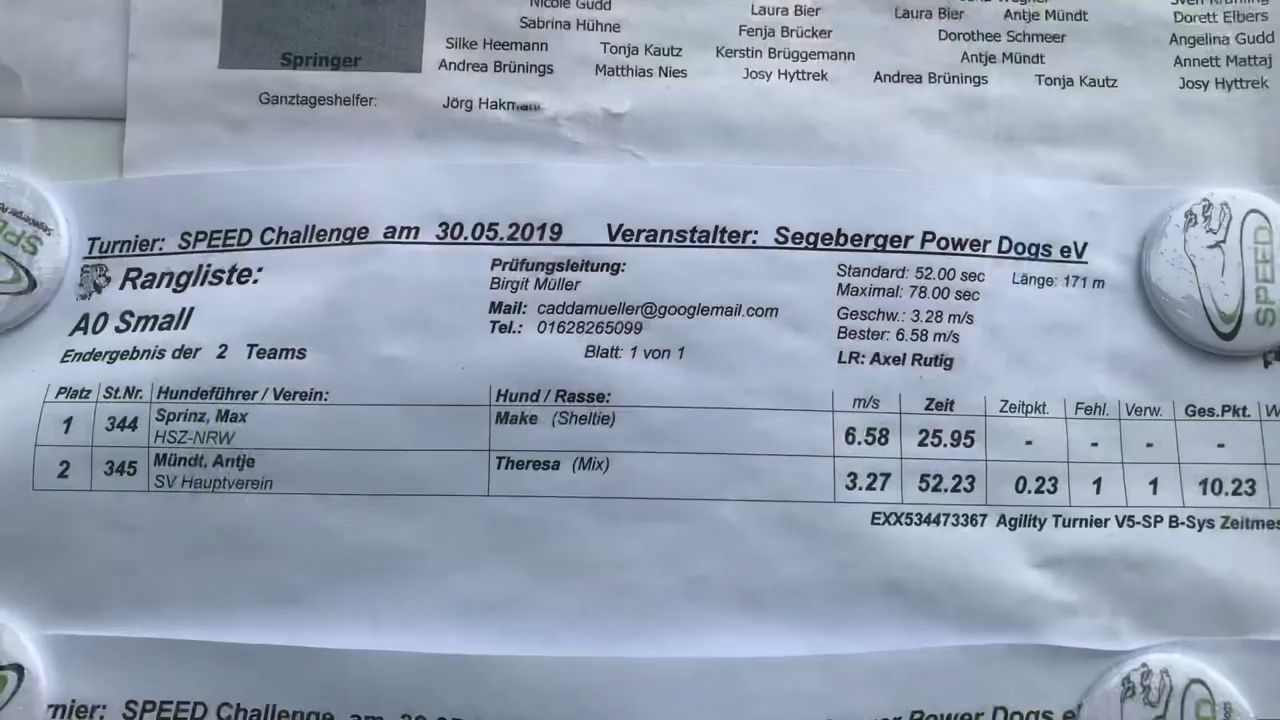 Nicole Gudd
Laura Bier Laura Bier Antje Mündt Dorett Elbers
Sabrina Hühne Fenja Brücker Dorothee Schmeer Angelina Gudd
Springer Silke Heemann Tonja Kautz Kerstin Brüggemann Antje Mündt Annett Mattaj
Andrea Brünings Matthias Nies Josy Hyttrek Andrea Brünings Tonja Kautz Josy Hyttrek
Ganztageshelfer: Jörg
SPEED
SPEED
Turnier: SPEED Challenge am 30.05.2019 Veranstalter: Segeberger Power Dogs eV
Rangliste:
A0 Small
Endergebnis der 2 Teams
Prüfungsleitung:
Birgit Müller
Mail: caddamueller@googlemail.com
Tel.: 01628265099
Blatt: 1 von 1
Standard: 52.00 sec Länge: 171 m
Maximal: 78.00 sec
Geschw.: 3.28 m/s
Bester: 6.58 m/s
LR: Axel Rutig
Platz St.Nr. Hundeführer / Verein: Hund / Rasse: m/s Zeit Zeitpkt. Fehl. Verw. Ges.Pkt. W
1 344 Sprinz, Max Make (Sheltie) 6.58 25.95 - - - -
HSZ-NRW
2 345 Mündt, Antje Theresa (Mix) 3.27 52.23 0.23 1 1 10.23
SV Hauptverein
EXX534473367 Agility Turnier V5-SP B-Sys Zeitmes
rnier: SPEED Challenge am Power Dogs e